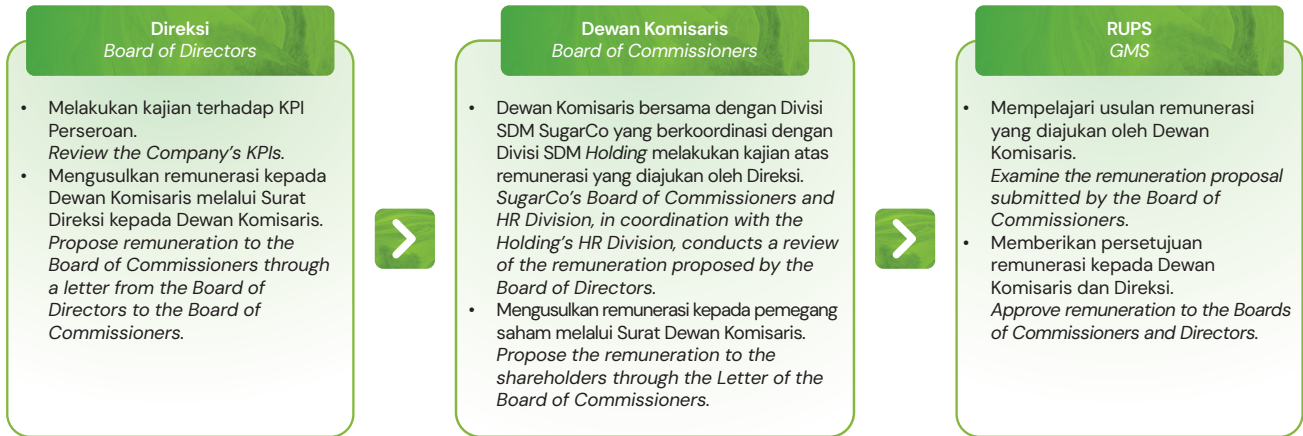 Direksi
Board of Directors
• Melakukan kajian terhadap KPI
Perseroan.
Review the Company's KPIs.
• Mengusulkan remunerasi kepada
Dewan Komisaris melalui Surat
Direksi kepada Dewan Komisaris.
Propose remuneration to the
Board of Commissioners through
a letter from the Board of
Directors to the Board of
Commissioners.
Dewan Komisaris
Board of Commissioners
• Dewan Komisaris bersama dengan Divisi
SDM SugarCo yang berkoordinasi dengan
Divisi SDM Holding melakukan kajian atas
remunerasi yang diajukan oleh Direksi.
SugarCo's Board of Commissioners and
HR Division, in coordination with the
Holding's HR Division, conducts a review
of the remuneration proposed by the
Board of Directors.
• Mengusulkan remunerasi kepada pemegang
saham melalui Surat Dewan Komisaris.
Propose the remuneration to the
shareholders through the Letter of the
Board of Commissioners.
RUPS
GMS
• Mempelajari usulan remunerasi
yang diajukan oleh Dewan
Komisaris.
Examine the remuneration proposal
submitted by the Board of
Commissioners.
• Memberikan persetujuan
remunerasi kepada Dewan
Komisaris dan Direksi.
Approve remuneration to the Boards
of Commissioners and Directors.